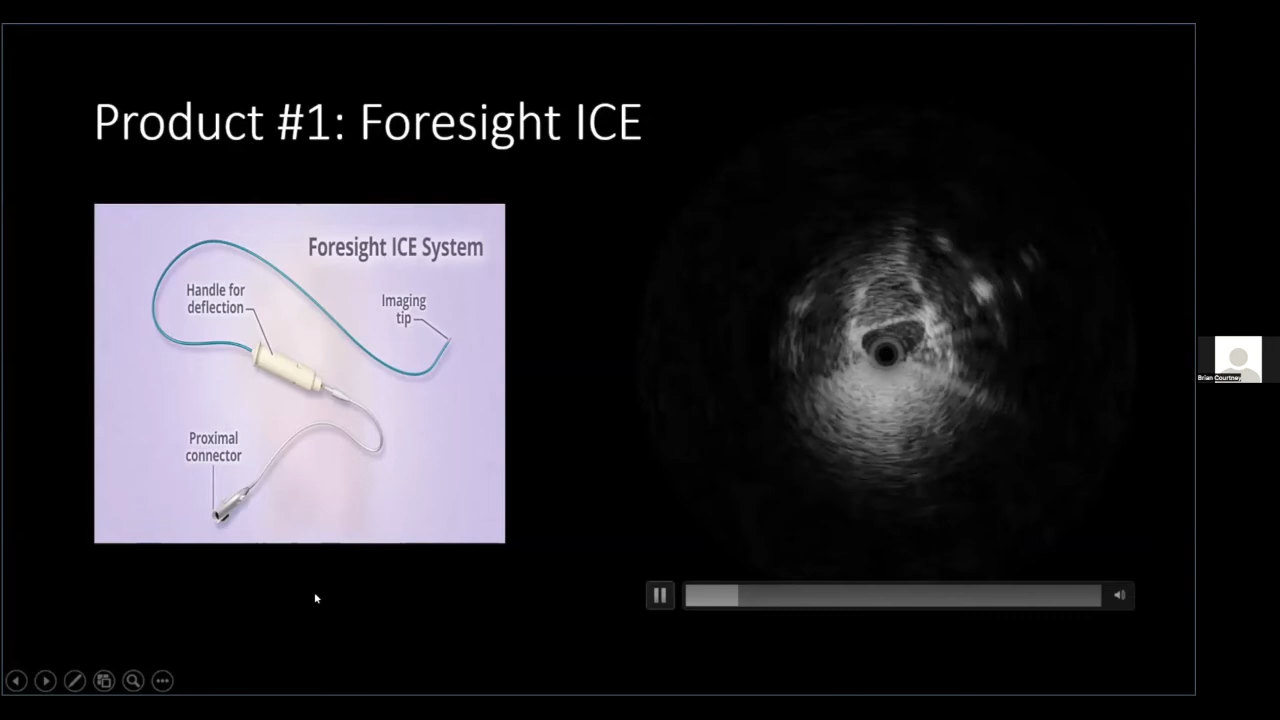 Product #1: Foresight ICE
Foresight ICE System
Handle for
deflection
Imaging
tip
Proximal
connector
Brian Courtney